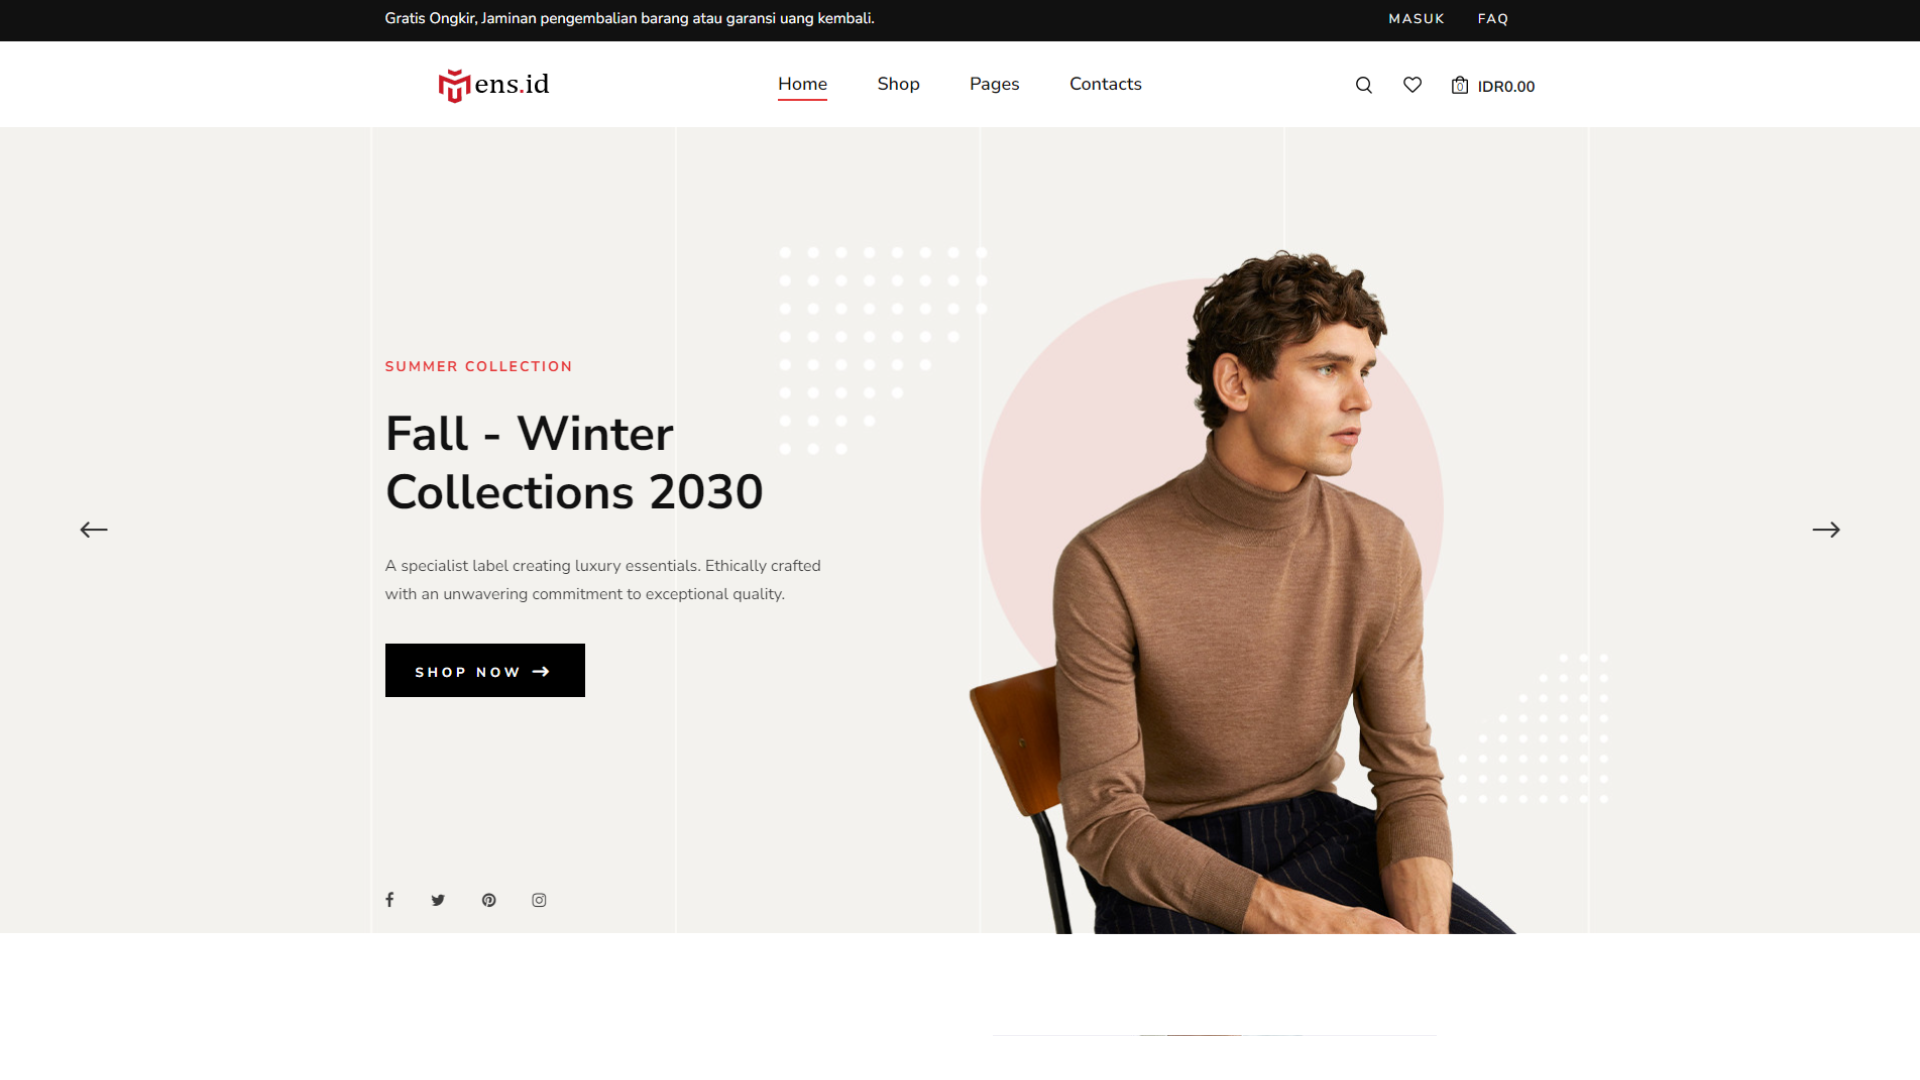 Gratis Ongkir, Jaminan pengembalian barang atau garansi uang kembali.
MASUK FAQ
Mens.id
Home Shop Pages Contacts
0 IDR0.00
SUMMER COLLECTION
Fall - Winter
Collections 2030
A specialist label creating luxury essentials. Ethically crafted
with an unwavering commitment to exceptional quality.
SHOP NOW